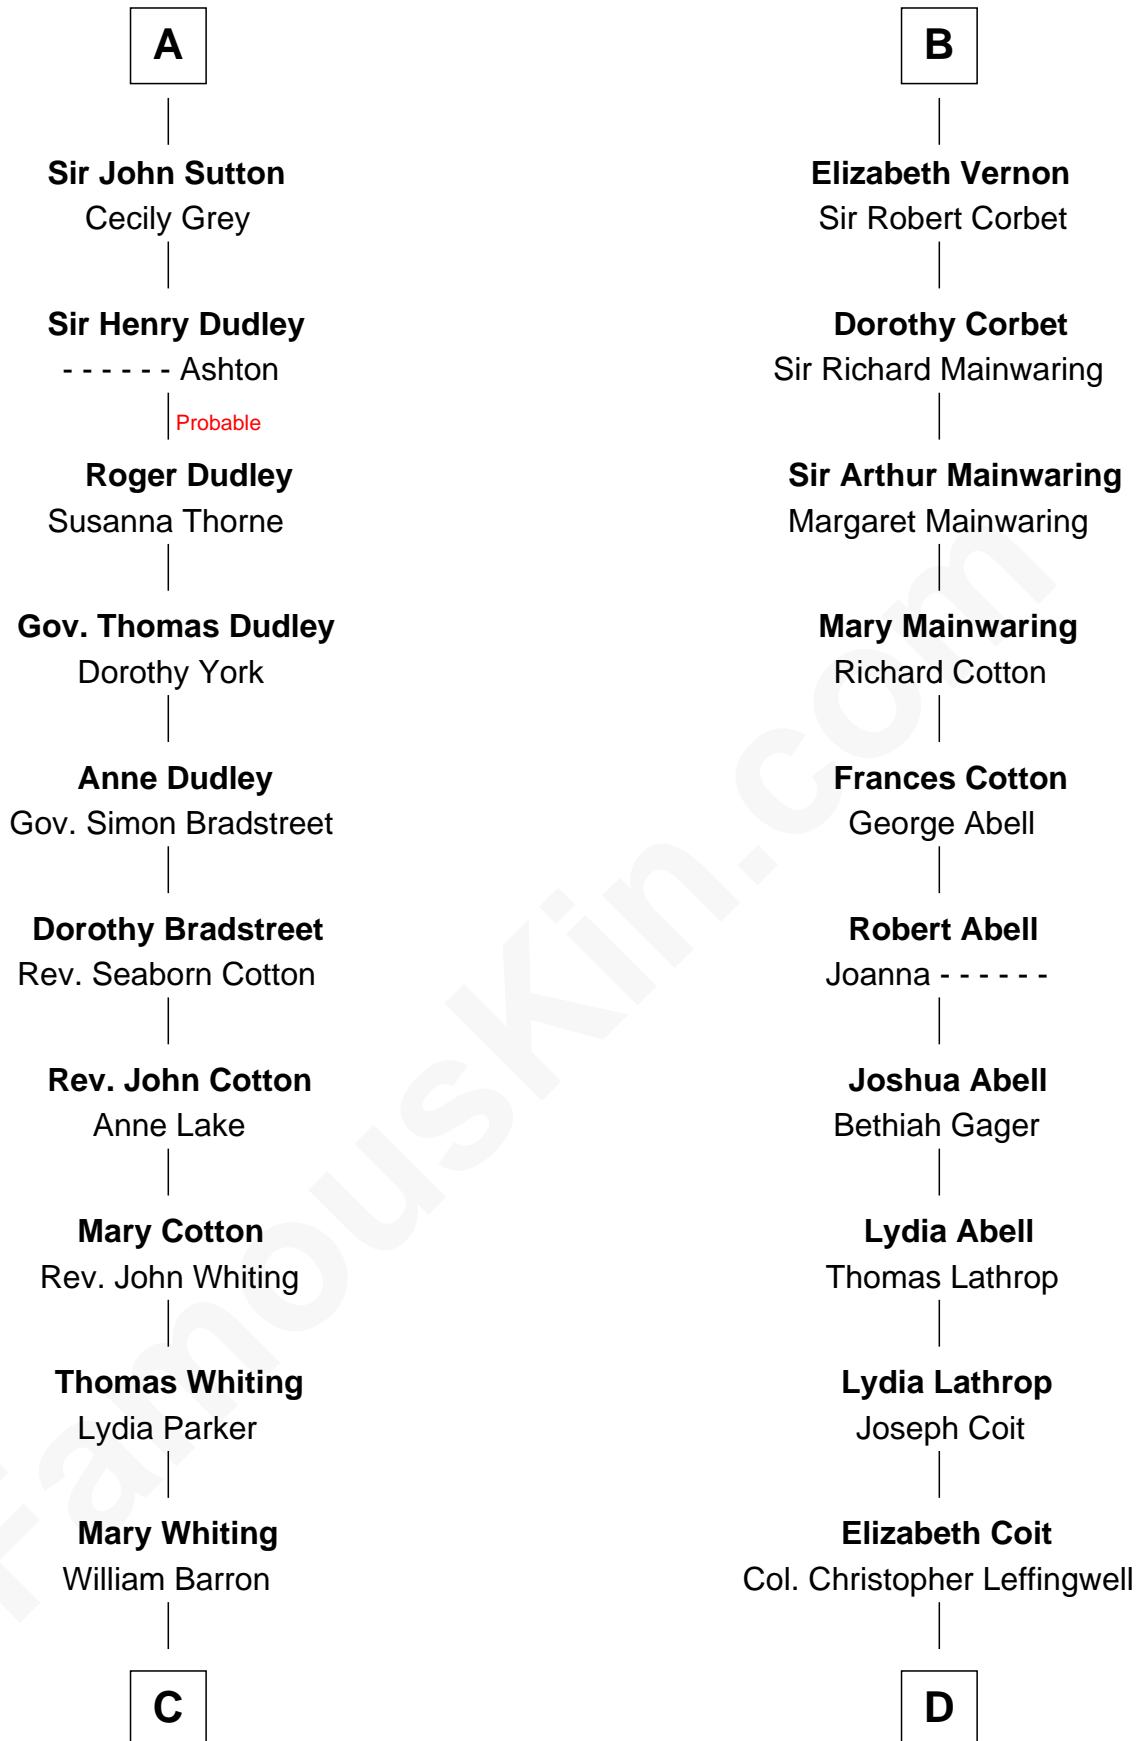 A
Sir John Sutton
Cecily Grey
Sir Henry Dudley
- - - - - - Ashton
Probable
Roger Dudley
Susanna Thorne
Gov. Thomas Dudley
Dorothy York
Anne Dudley
Gov. Simon Bradstreet
Dorothy Bradstreet
Rev. Seaborn Cotton
Rev. John Cotton
Anne Lake
Mary Cotton
Rev. John Whiting
Thomas Whiting
Lydia Parker
Mary Whiting
William Barron
C
B
Elizabeth Vernon
Sir Robert Corbet
Dorothy Corbet
Sir Richard Mainwaring
Sir Arthur Mainwaring
Margaret Mainwaring
Mary Mainwaring
Richard Cotton
Frances Cotton
George Abell
Robert Abell
Joanna - - - - - -
Joshua Abell
Bethiah Gager
Lydia Abell
Thomas Lathrop
Lydia Lathrop
Joseph Coit
Elizabeth Coit
Col. Christopher Leffingwell
D
FamousKin.com